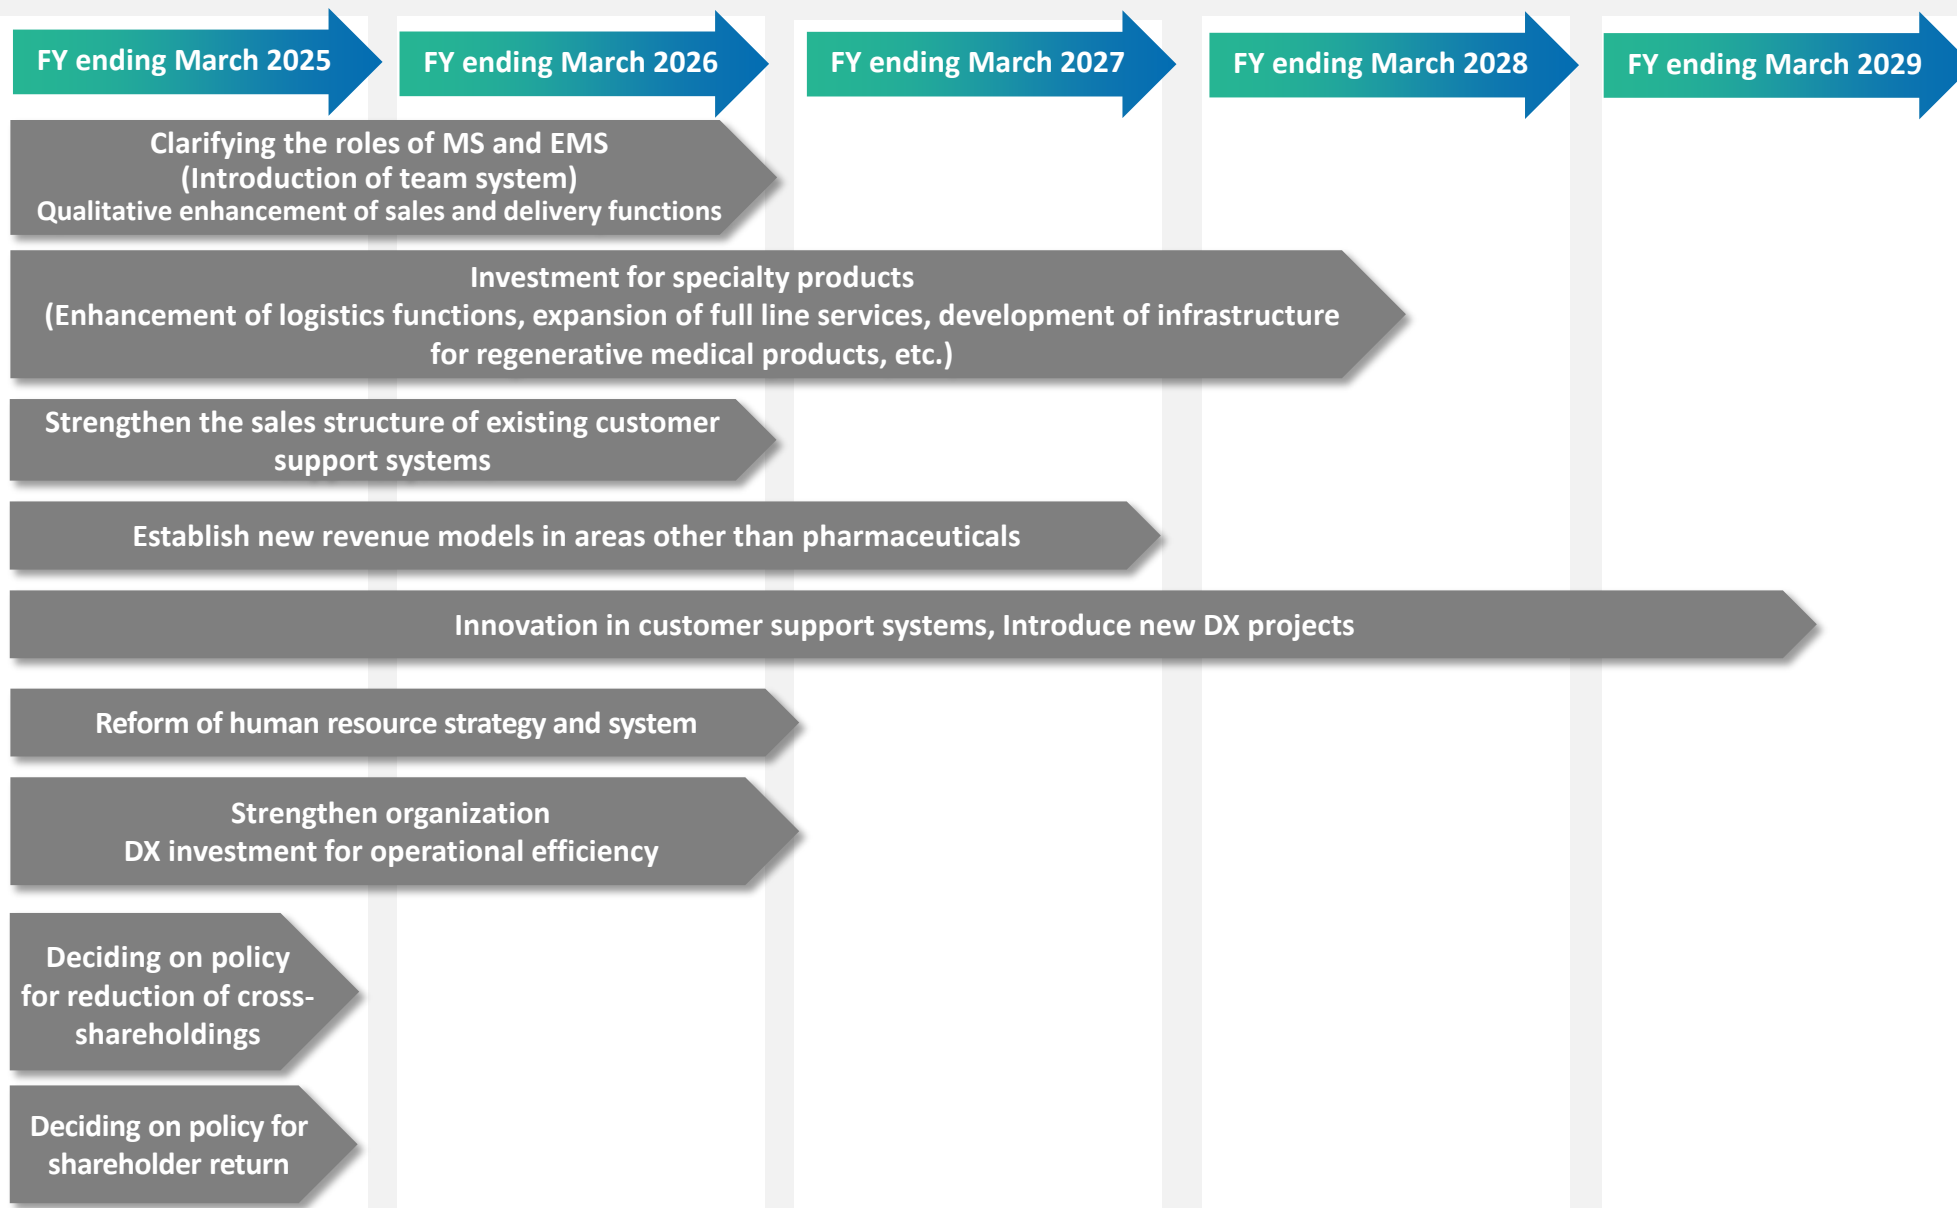 FY ending March 2025
FY ending March 2026
FY ending March 2027
FY ending March 2028
FY ending March 2029
Clarifying the roles of MS and EMS
(Introduction of team system)
Qualitative enhancement of sales and delivery functions
Investment for specialty products
(Enhancement of logistics functions, expansion of full line services, development of infrastructure
for regenerative medical products, etc.)
Strengthen the sales structure of existing customer
support systems
Establish new revenue models in areas other than pharmaceuticals
Innovation in customer support systems, Introduce new DX projects
Reform of human resource strategy and system
Strengthen organization
DX investment for operational efficiency
Deciding on policy
for reduction of cross-
shareholdings
Deciding on policy for
shareholder return